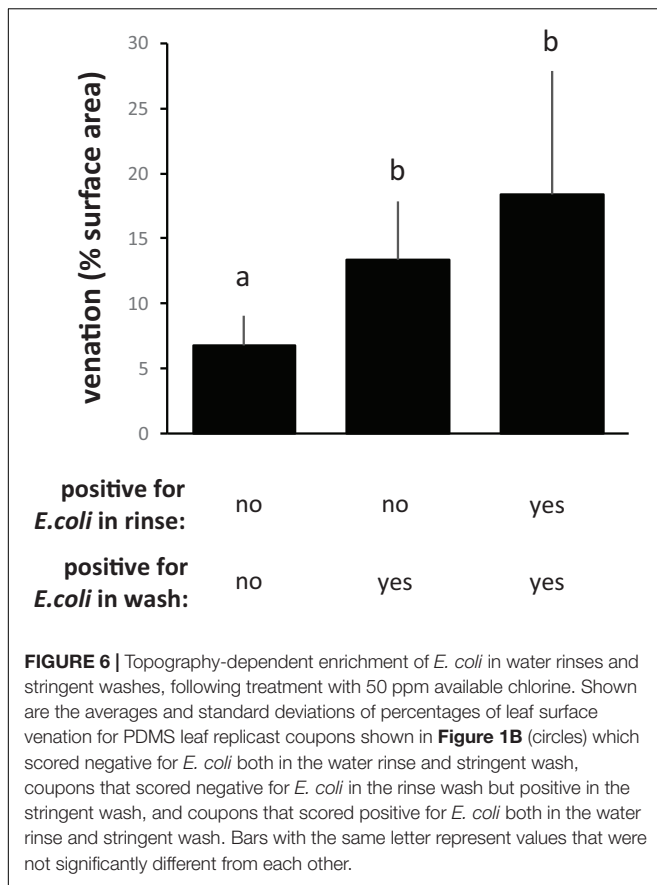 30
25
20
15
10
5
0
venation (% surface area)
a
b
b
positive for
E.coli in rinse:
no
no
yes
positive for
E.coli in wash:
no
yes
yes
FIGURE 6 | Topography-dependent enrichment of E. coli in water rinses and
stringent washes, following treatment with 50 ppm available chlorine. Shown
are the averages and standard deviations of percentages of leaf surface
venation for PDMS leaf replicast coupons shown in Figure 1B (circles) which
scored negative for E. coli both in the water rinse and stringent wash,
coupons that scored negative for E. coli in the rinse wash but positive in the
stringent wash, and coupons that scored positive for E. coli both in the water
rinse and stringent wash. Bars with the same letter represent values that were
not significantly different from each other.